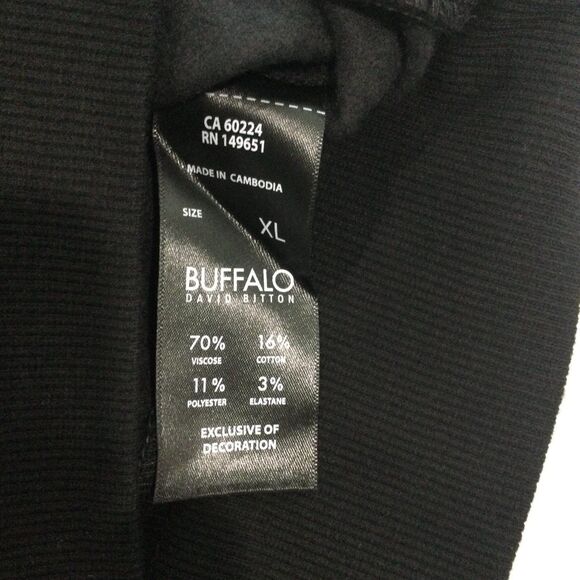 CA 60224
RN 149651
MADE IN CAMBODIA
SIZE XL
BUFFALO
DAVID BITTON
70% 16%
VISCOSE COTTON
11% 3%
POLYESTER ELASTANE
EXCLUSIVE OF
DECORATION